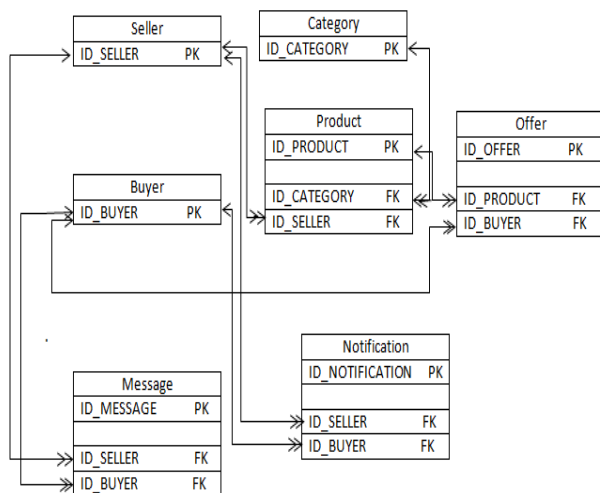 Seller
ID_SELLER PK
Category
ID_CATEGORY PK
Product
ID_PRODUCT PK
ID_CATEGORY FK
ID_SELLER FK
Offer
ID_OFFER PK
ID_PRODUCT FK
ID_BUYER FK
Buyer
ID_BUYER PK
Notification
ID_NOTIFICATION PK
ID_SELLER FK
ID_BUYER FK
Message
ID_MESSAGE PK
ID_SELLER FK
ID_BUYER FK